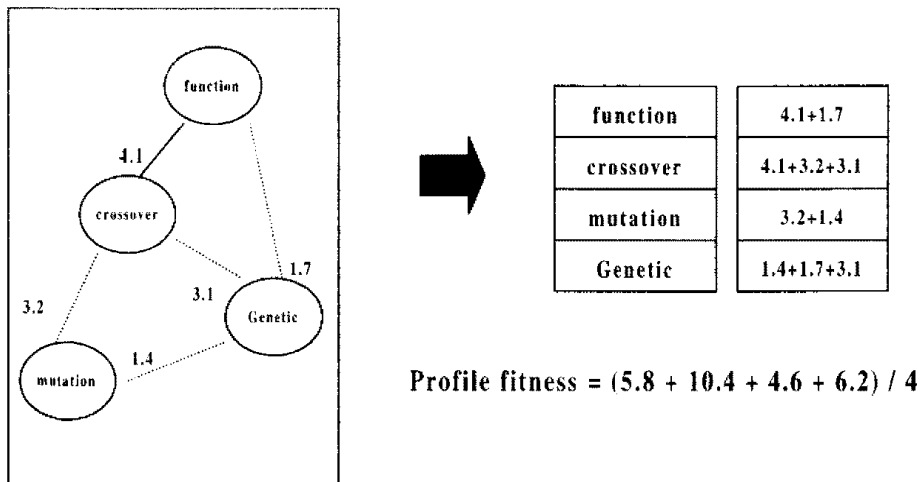 function
4.1
crossover
1.7
3.1
3.2
Genetic
1.4
mutation
function 4.1+1.7
crossover 4.1+3.2+3.1
mutation 3.2+1.4
Genetic 1.4+1.7+3.1
Profile fitness = (5.8 + 10.4 + 4.6 + 6.2) / 4